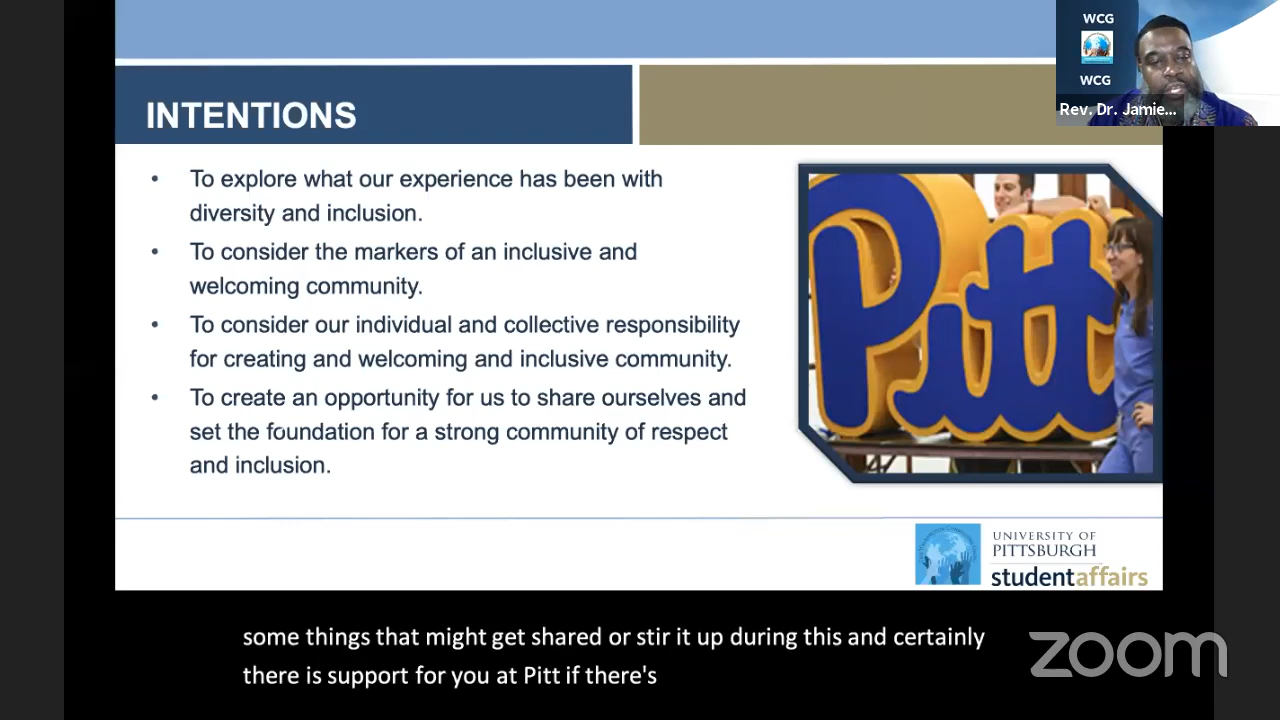 WCG
WCG
Rev. Dr. Jamie...
INTENTIONS
• To explore what our experience has been with
diversity and inclusion.
• To consider the markers of an inclusive and
welcoming community.
• To consider our individual and collective responsibility
for creating and welcoming and inclusive community.
• To create an opportunity for us to share ourselves and
set the foundation for a strong community of respect
and inclusion.
Pitt
UNIVERSITY OF
PITTSBURGH
studentaffairs
some things that might get shared or stir it up during this and certainly
there is support for you at Pitt if there's
zoom